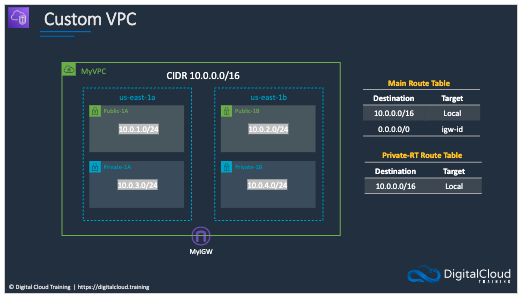 Custom VPC
MyVPC
CIDR 10.0.0.0/16
us-east-1a
us-east-1b
Public-1A
Public-1B
10.0.1.0/24
10.0.2.0/24
Private-1A
Private-1B
10.0.3.0/24
10.0.4.0/24
MyIGW
Main Route Table
Destination Target
10.0.0.0/16 Local
0.0.0.0/0 igw-id
Private-RT Route Table
Destination Target
10.0.0.0/16 Local
© Digital Cloud Training | https://digitalcloud.training
DigitalCloud
TRAINING